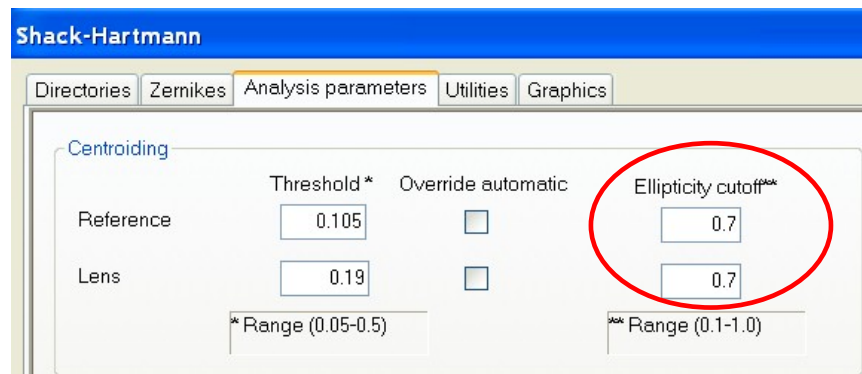 Shack-Hartmann
Directories Zernikes Analysis parameters Utilities Graphics
Centroiding
Threshold * Override automatic Ellipticity cutoff**
Reference 0.105 0.7
Lens 0.19 0.7
* Range (0.05-0.5) ** Range (0.1-1.0)